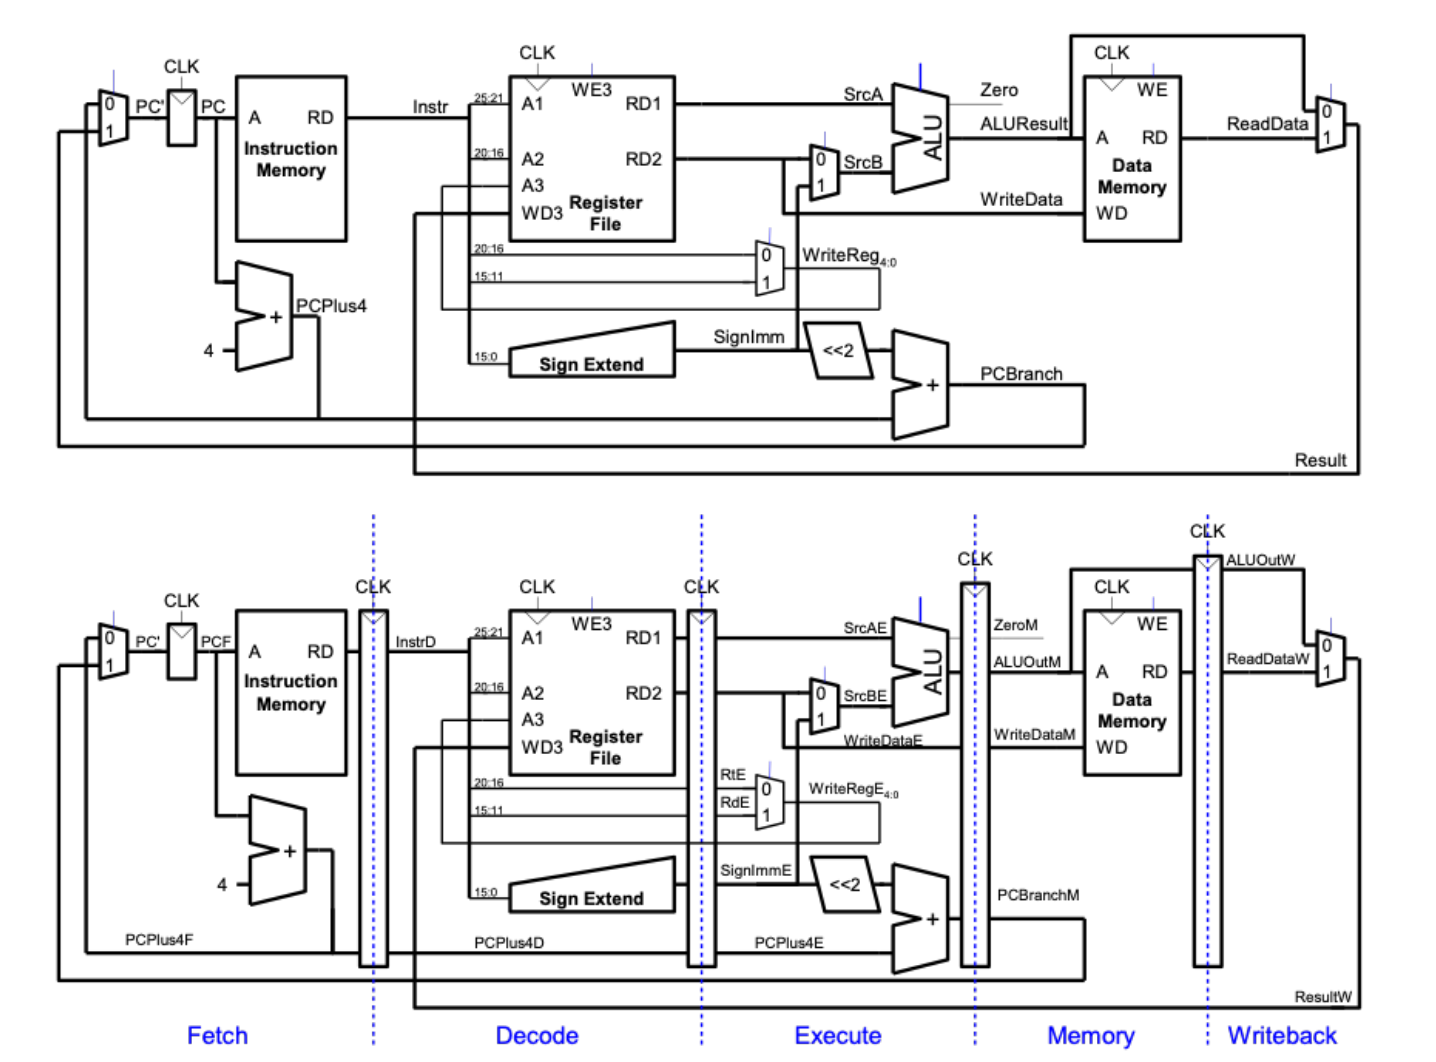 CLK
CLK
CLK
0
1
PC'
PC
A
RD
Instruction
Memory
Instr
25:21
A1
WE3
RD1
20:16
A2
RD2
A3
WD3
Register
File
SrcA
0
1
SrcB
ALU
Zero
ALUResult
WriteData
A
WE
RD
Data
Memory
WD
ReadData
0
1
20:16
15:11
0
1
WriteReg4:0
PCPlus4
+
4
15:0
Sign Extend
SignImm
<<2
+
PCBranch
Result
CLK
CLK
CLK
CLK
CLK
CLK
CLK
0
1
PC'
PCF
A
RD
Instruction
Memory
InstrD
25:21
A1
WE3
RD1
20:16
A2
RD2
A3
WD3
Register
File
SrcAE
0
1
SrcBE
ALU
WriteDataE
ZeroM
ALUOutM
WriteDataM
A
WE
RD
Data
Memory
WD
ALUOutW
ReadDataW
0
1
20:16
15:11
RtE
RdE
0
1
WriteRegE4:0
+
4
15:0
Sign Extend
SignImmE
<<2
+
PCBranchM
PCPlus4F
PCPlus4D
PCPlus4E
ResultW
Fetch
Decode
Execute
Memory
Writeback